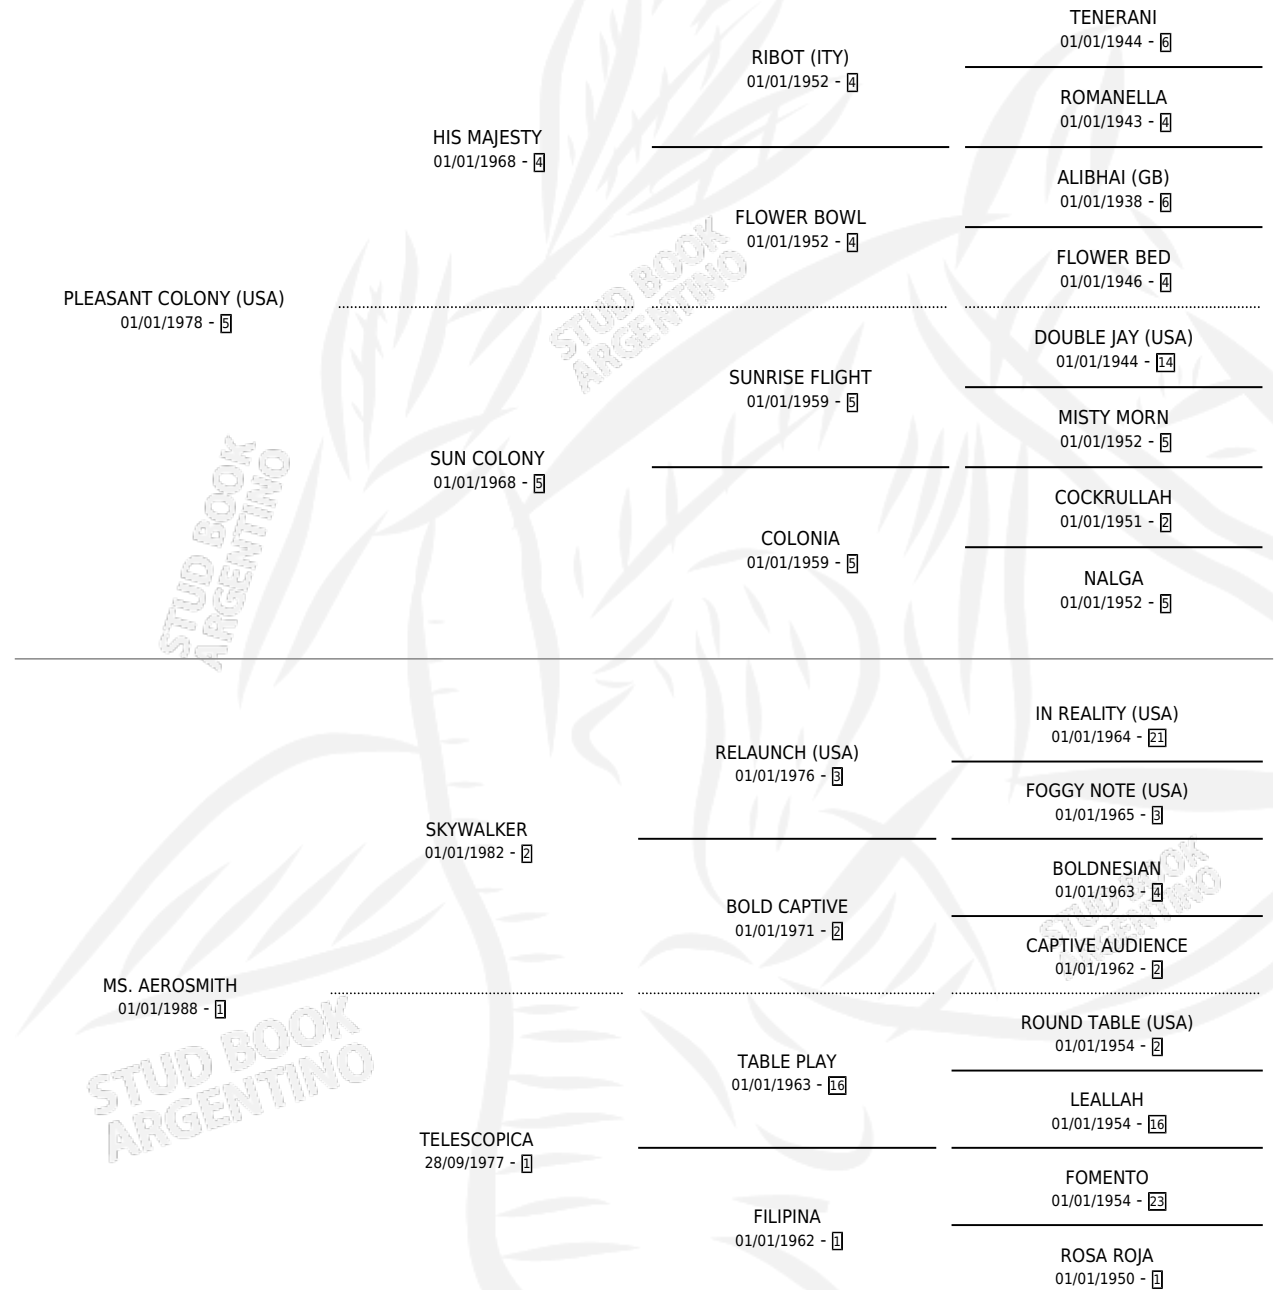 TENERANI
01/01/1944 - 6
RIBOT (ITY)
01/01/1952 - 4
ROMANELLA
01/01/1943 - 4
HIS MAJESTY
01/01/1968 - 4
ALIBHAI (GB)
01/01/1938 - 6
FLOWER BOWL
01/01/1952 - 4
FLOWER BED
01/01/1946 - 4
PLEASANT COLONY (USA)
01/01/1978 - 5
DOUBLE JAY (USA)
01/01/1944 - 14
SUNRISE FLIGHT
01/01/1959 - 5
MISTY MORN
01/01/1952 - 5
SUN COLONY
01/01/1968 - 5
COCKRULLAH
01/01/1951 - 2
COLONIA
01/01/1959 - 5
NALGA
01/01/1952 - 5
IN REALITY (USA)
01/01/1964 - 21
RELAUNCH (USA)
01/01/1976 - 3
FOGGY NOTE (USA)
01/01/1965 - 3
SKYWALKER
01/01/1982 - 2
BOLDNESIAN
01/01/1963 - 4
BOLD CAPTIVE
01/01/1971 - 2
CAPTIVE AUDIENCE
01/01/1962 - 2
MS. AEROSMITH
01/01/1988 - 1
ROUND TABLE (USA)
01/01/1954 - 2
TABLE PLAY
01/01/1963 - 16
LEALLAH
01/01/1954 - 16
TELESCOPICA
28/09/1977 - 1
FOMENTO
01/01/1954 - 23
FILIPINA
01/01/1962 - 1
ROSA ROJA
01/01/1950 - 1
STUD BOOK
ARGENTINO
STUD BOOK
ARGENTINO
STUD BOOK
ARGENTINO
STUD BOOK
ARGENTINO